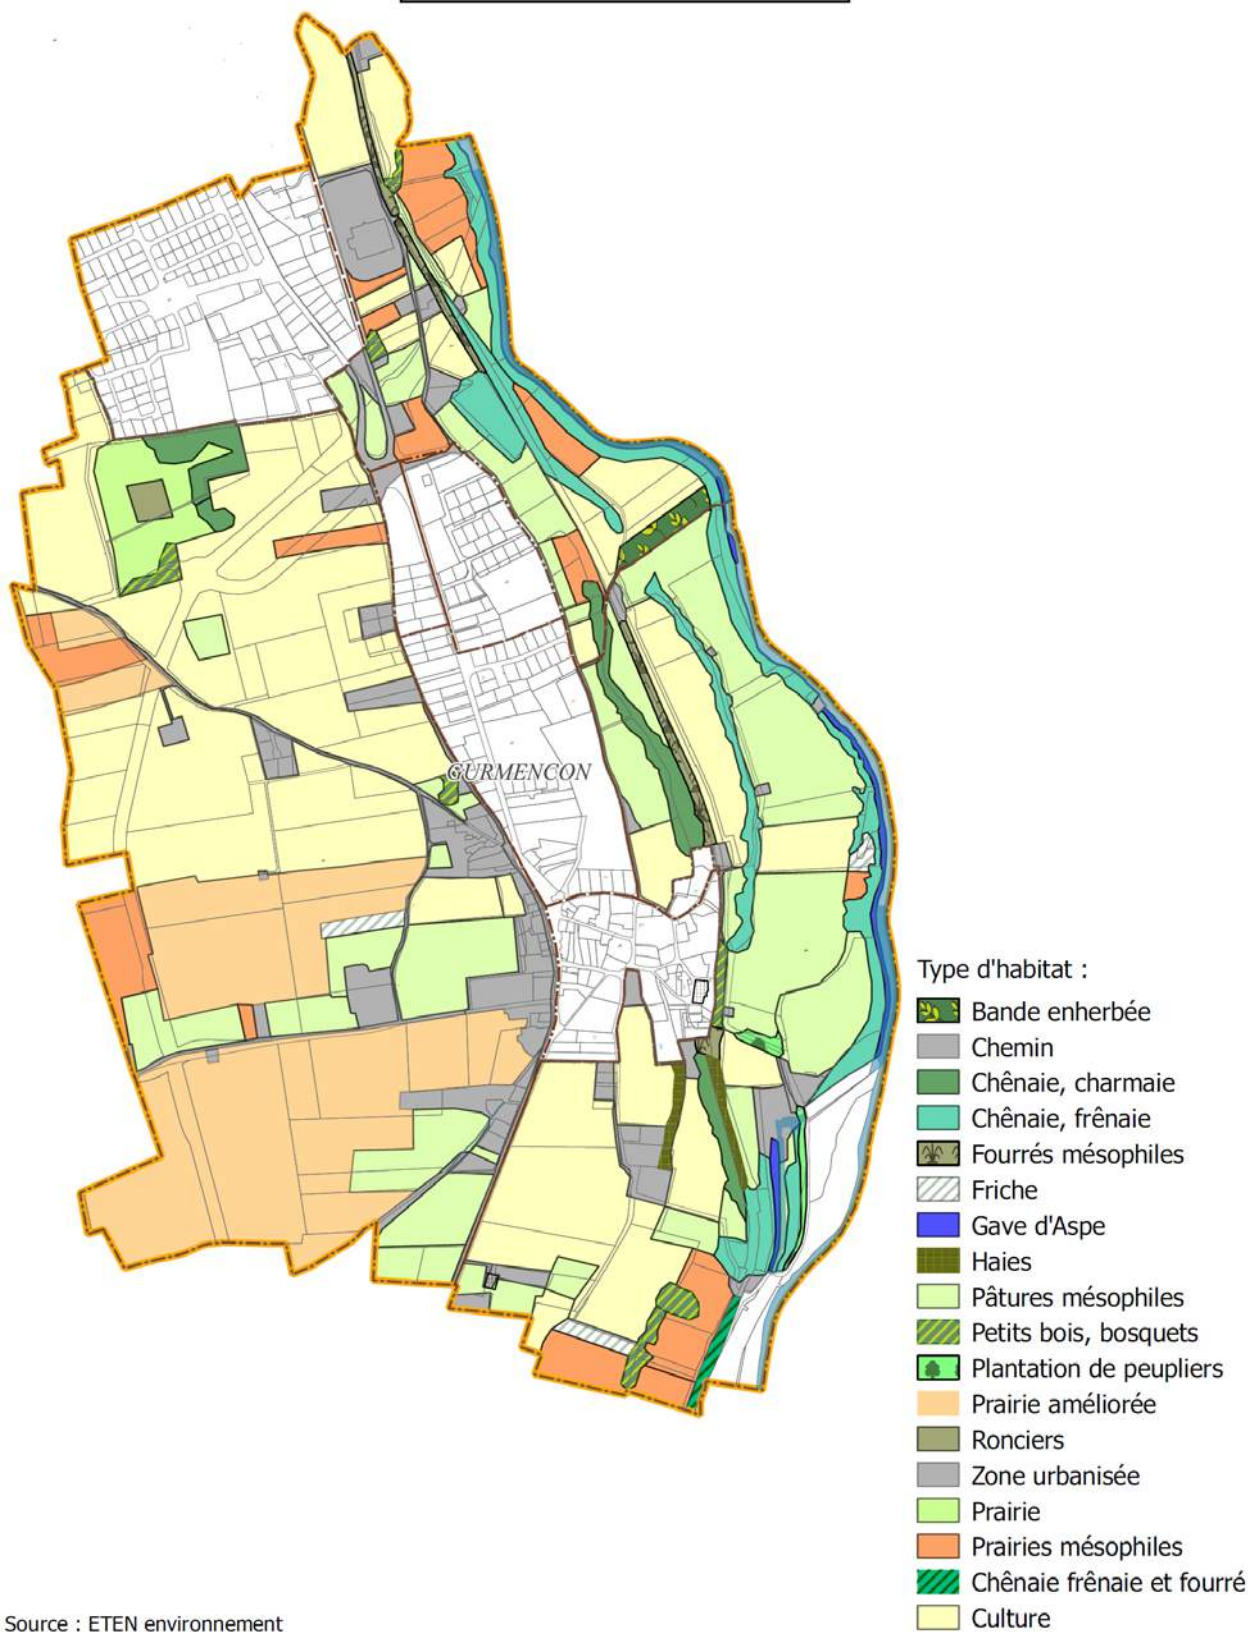 GURMENCON
Type d'habitat :
Bande enherbée
Chemin
Chênaie, charmaie
Chênaie, frênaie
Fourrés mésophiles
Friche
Gave d'Aspe
Haies
Pâtures mésophiles
Petits bois, bosquets
Plantation de peupliers
Prairie améliorée
Ronciers
Zone urbanisée
Prairie
Prairies mésophiles
Chênaie frênaie et fourré
Culture
Source : ETEN environnement